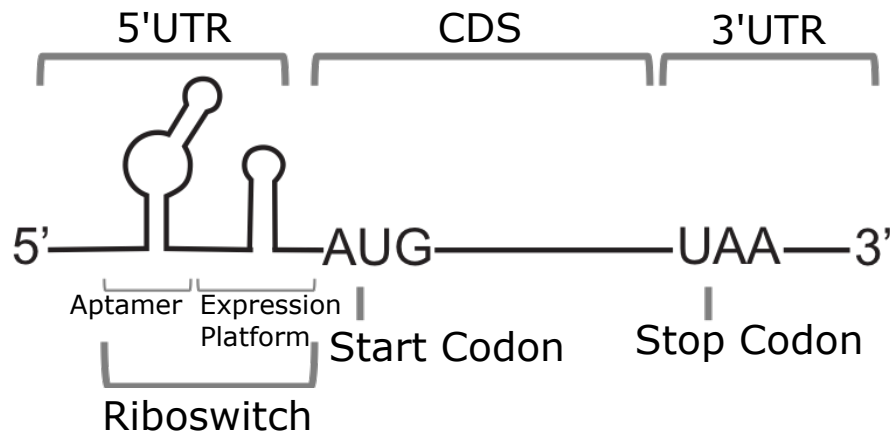 5'UTR CDS 3'UTR
5’ AUG UAA 3’
Aptamer Expression
Platform
Start Codon Stop Codon
Riboswitch